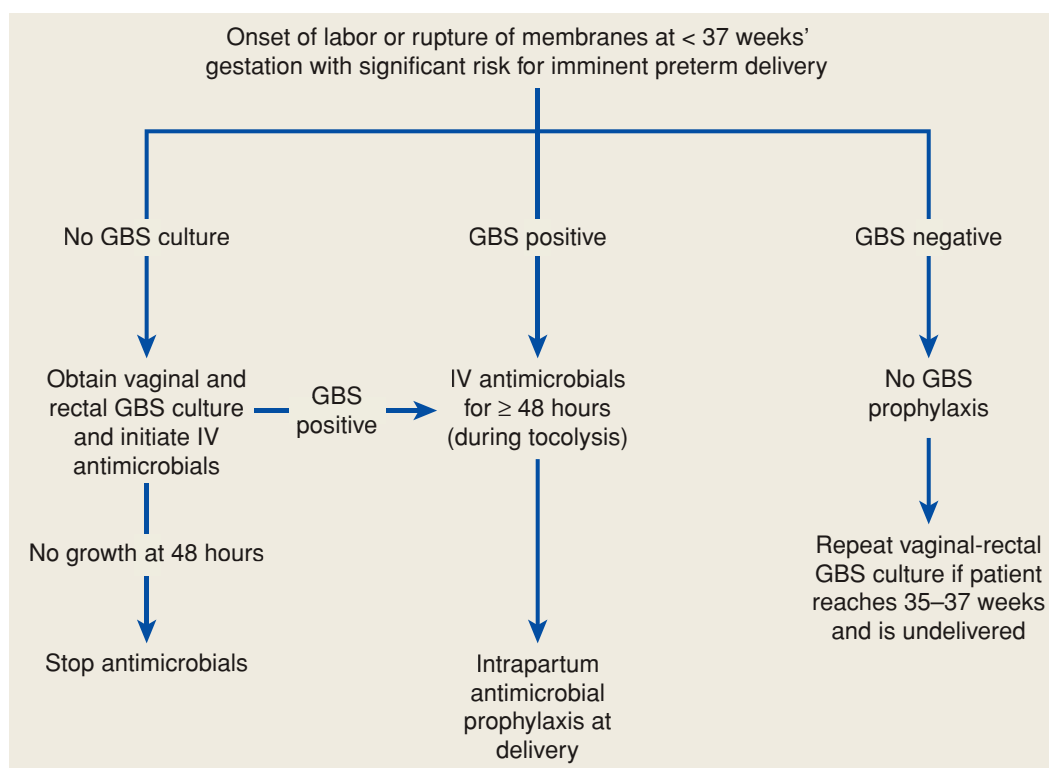 Onset of labor or rupture of membranes at < 37 weeks’
gestation with significant risk for imminent preterm delivery
No GBS culture
GBS positive
GBS negative
Obtain vaginal and
rectal GBS culture
and initiate IV
antimicrobials
GBS
positive
IV antimicrobials
for ≥ 48 hours
(during tocolysis)
No GBS
prophylaxis
No growth at 48 hours
Repeat vaginal-rectal
GBS culture if patient
reaches 35–37 weeks
and is undelivered
Stop antimicrobials
Intrapartum
antimicrobial
prophylaxis at
delivery